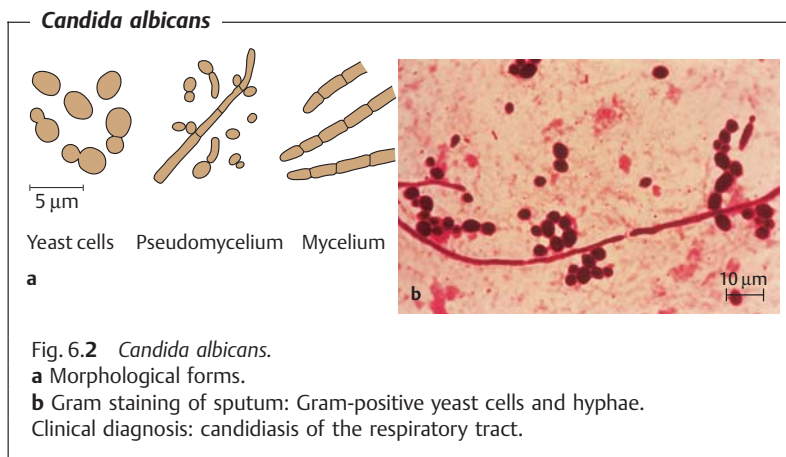 Candida albicans
5 µm
Yeast cells Pseudomycelium Mycelium
a
b
10 µm
Fig. 6.2 Candida albicans.
a Morphological forms.
b Gram staining of sputum: Gram-positive yeast cells and hyphae.
Clinical diagnosis: candidiasis of the respiratory tract.